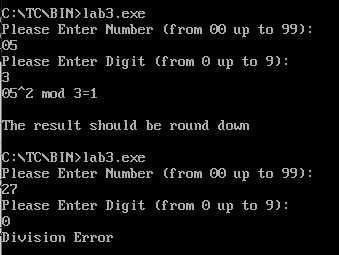 C:\TC\BIN>lab3.exe
Please Enter Number (from 00 up to 99):
05
Please Enter Digit (from 0 up to 9):
3
05^2 mod 3=1
The result should be round down
C:\TC\BIN>lab3.exe
Please Enter Number (from 00 up to 99):
27
Please Enter Digit (from 0 up to 9):
0
Division Error